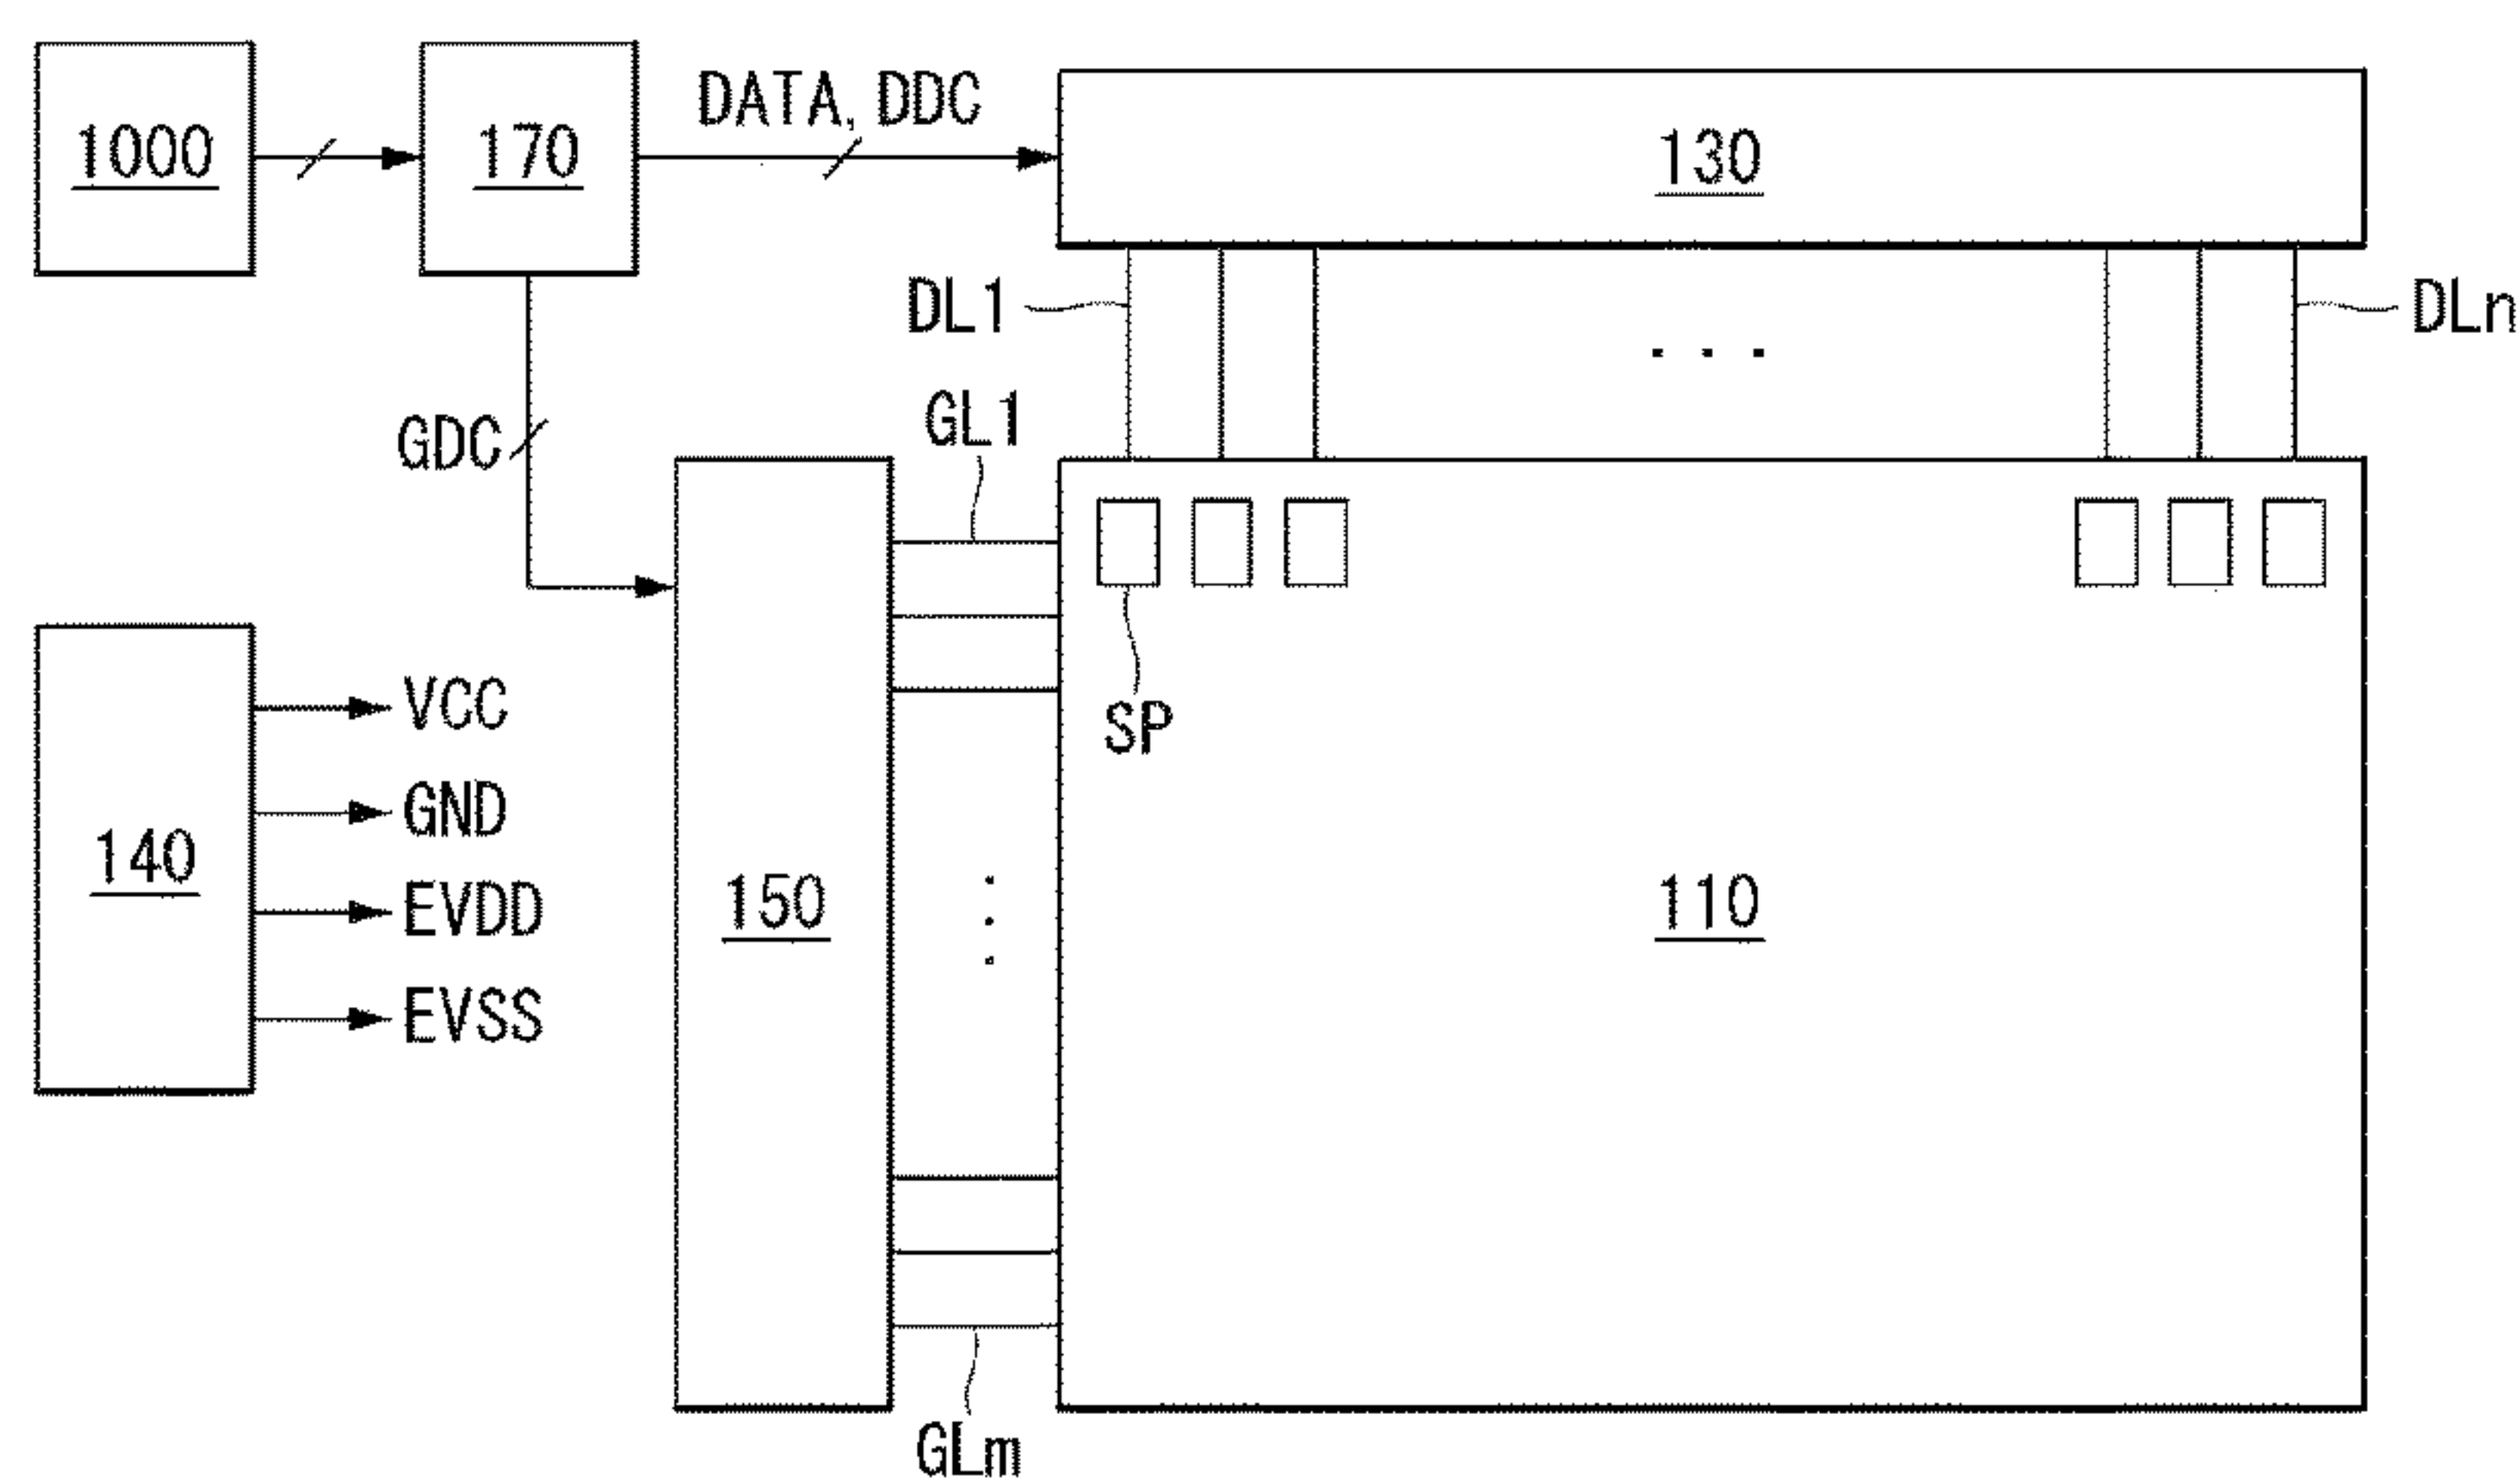 1000
170
DATA, DDC
130
DL1
DLn
GL1
GDC
SP
VCC
GND
140
EVDD
EVSS
150
110
GLm